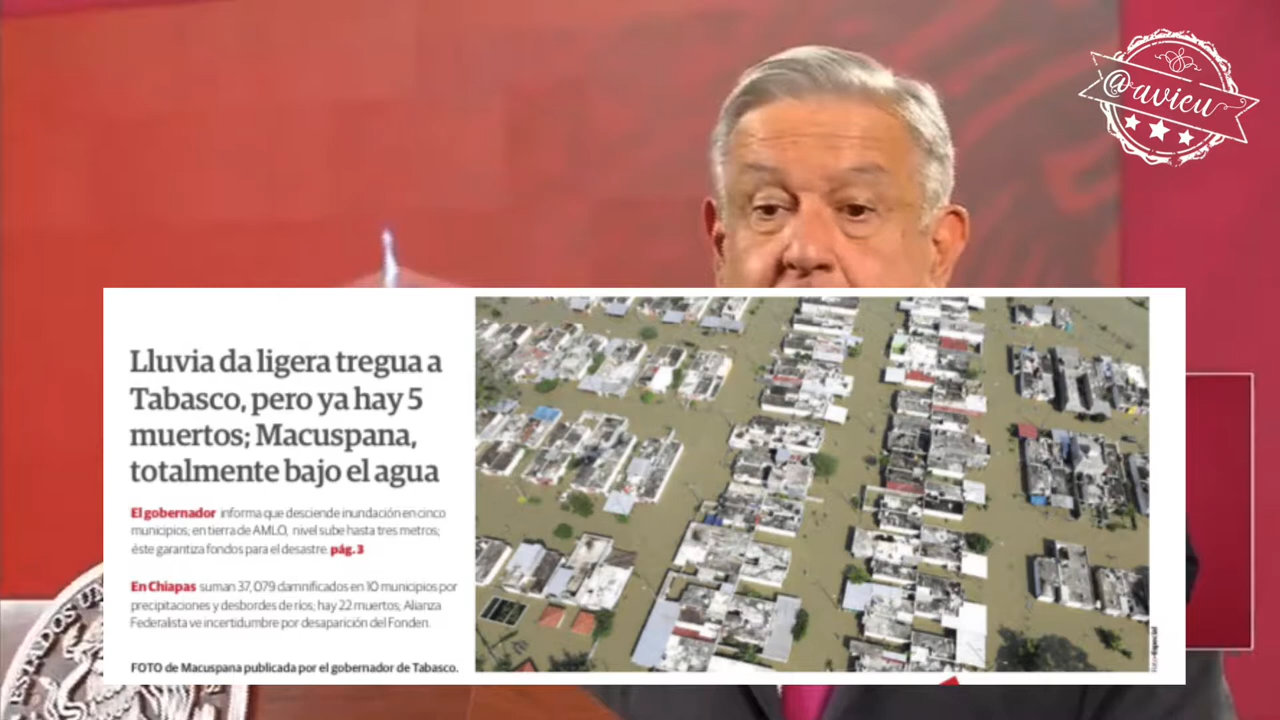 @avieu
Lluvia da ligera tregua a
Tabasco, pero ya hay 5
muertos; Macuspana,
totalmente bajo el agua
El gobernador informa que desciende inundación en cinco
municipios; en tierra de AMLO, nivel sube hasta tres metros;
éste garantiza fondos para el desastre. pág. 3
En Chiapas suman 37,079 damnificados en 10 municipios por
precipitaciones y desbordes de ríos; hay 22 muertos; Alianza
Federalista ve incertidumbre por desaparición del Fonden.
FOTO de Macuspana publicada por el gobernador de Tabasco.
Foto›Especial
ESTADOS